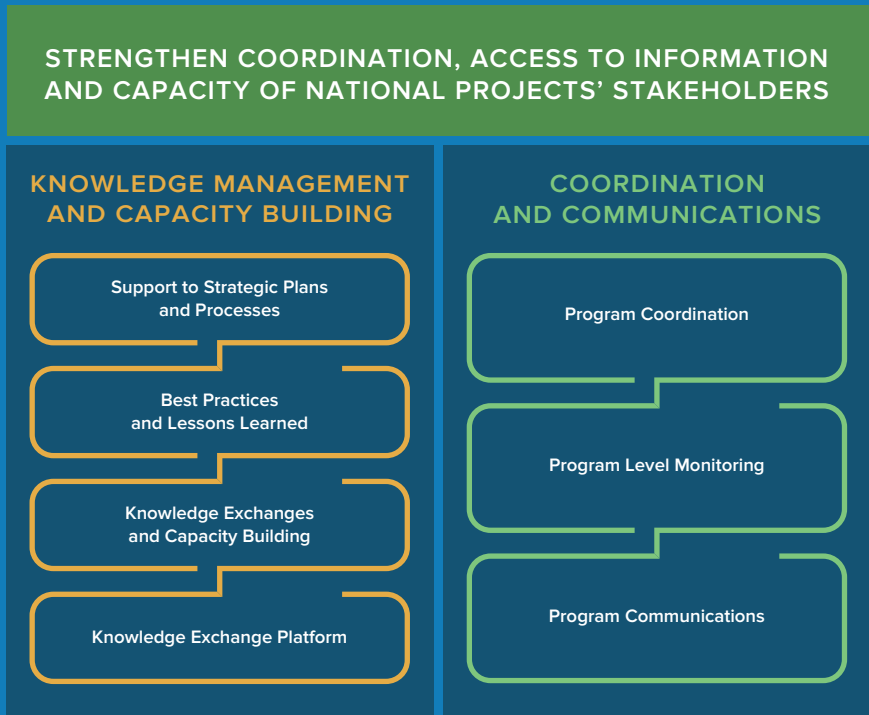 STRENGTHEN COORDINATION, ACCESS TO INFORMATION
AND CAPACITY OF NATIONAL PROJECTS’ STAKEHOLDERS
KNOWLEDGE MANAGEMENT
AND CAPACITY BUILDING
Support to Strategic Plans
and Processes
Best Practices
and Lessons Learned
Knowledge Exchanges
and Capacity Building
Knowledge Exchange Platform
COORDINATION
AND COMMUNICATIONS
Program Coordination
Program Level Monitoring
Program Communications